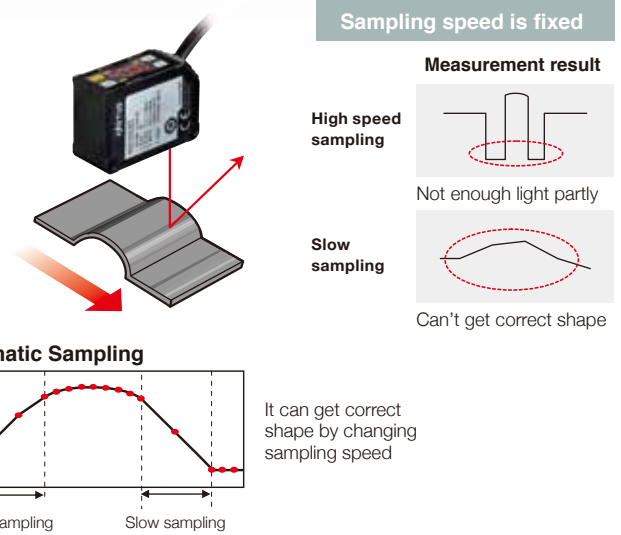 Sampling speed is fixed
Measurement result
High speed
sampling
Not enough light partly
Slow
sampling
Can't get correct shape
matic Sampling
It can get correct
shape by changing
sampling speed
ampling
Slow sampling